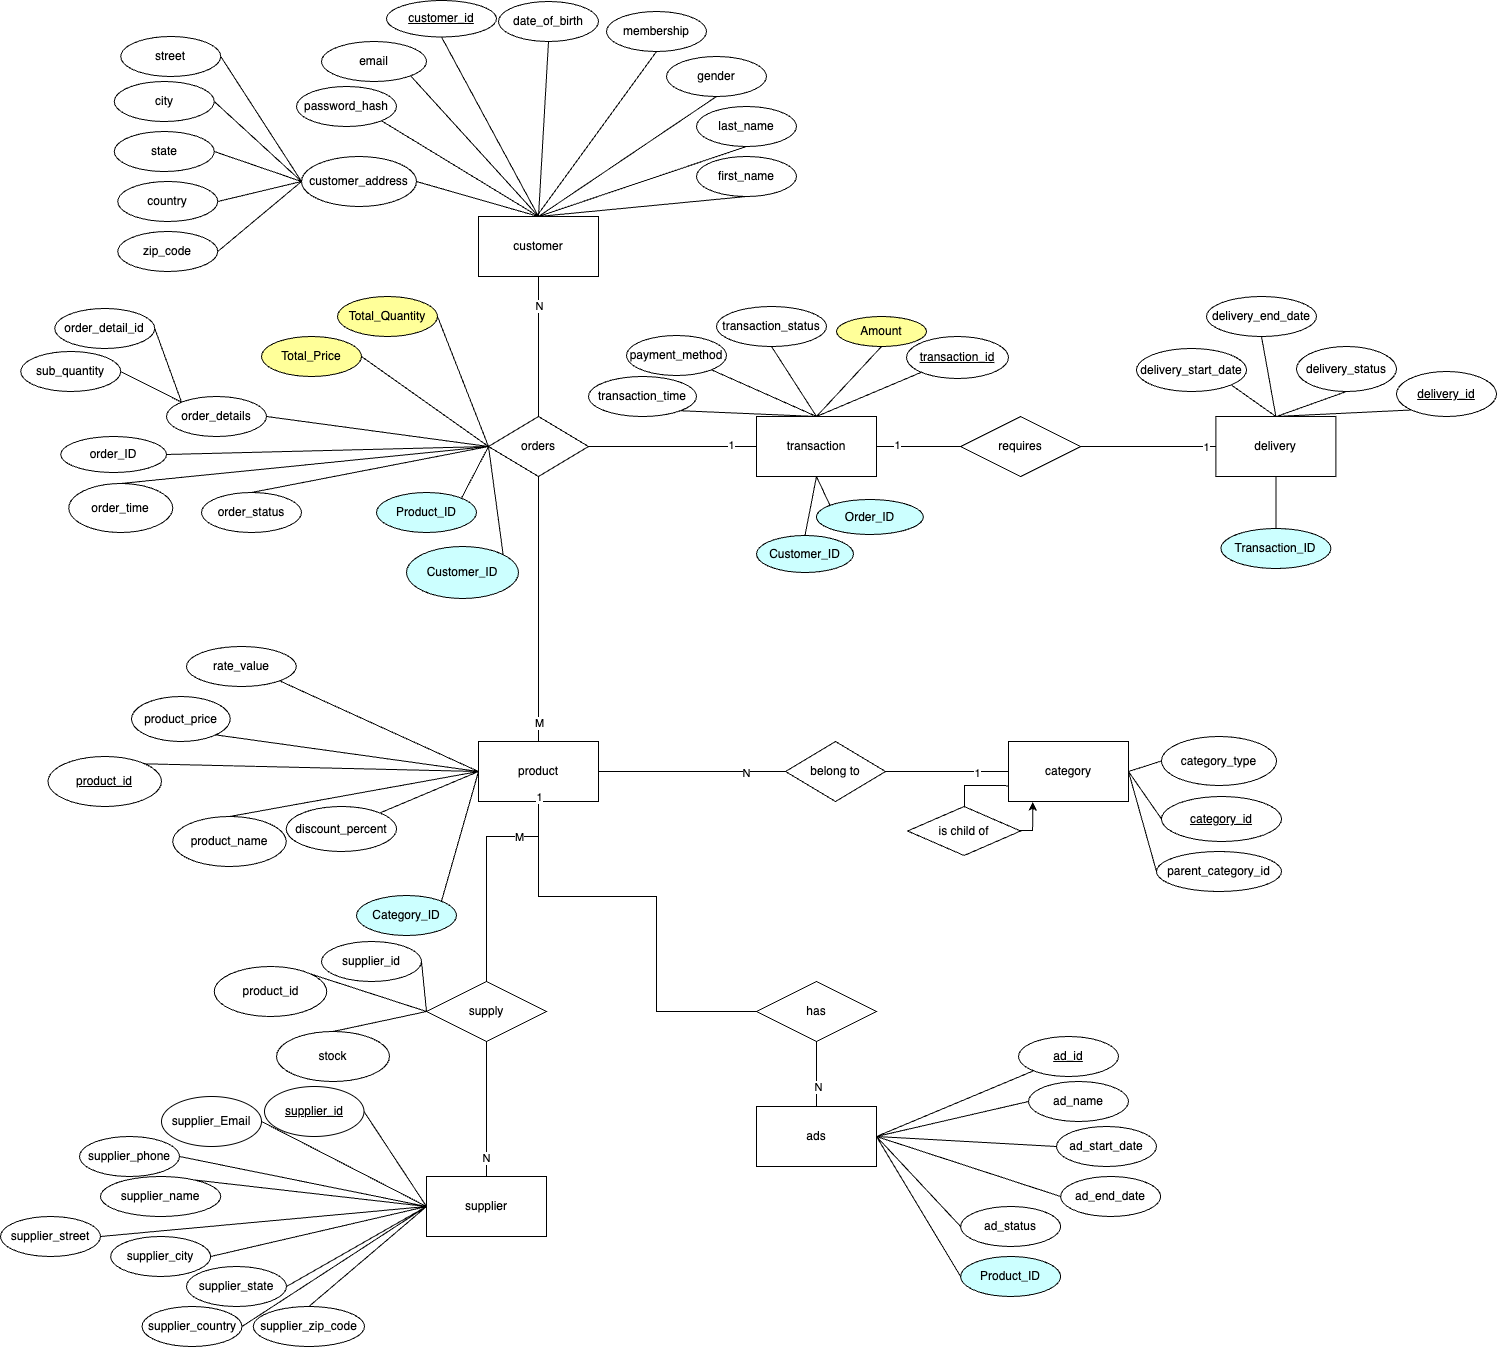 customer_id
date_of_birth
membership
email
gender
password_hash
last_name
first_name
street
city
state
country
zip_code
customer_address
customer
N
Total_Quantity
Total_Price
order_detail_id
sub_quantity
order_details
order_ID
order_time
order_status
Product_ID
Customer_ID
orders
1
transaction_status
Amount
payment_method
transaction_id
transaction_time
transaction
Order_ID
Customer_ID
1
requires
1
delivery_end_date
delivery_start_date
delivery_status
delivery_id
delivery
Transaction_ID
M
rate_value
product_price
product_id
product_name
discount_percent
Category_ID
product
1
N
belong to
1
category
is child of
category_type
category_id
parent_category_id
M
supplier_id
product_id
stock
supply
has
N
N
ads
ad_id
ad_name
ad_start_date
ad_end_date
ad_status
Product_ID
supplier_id
supplier_Email
supplier_phone
supplier_name
supplier_street
supplier_city
supplier_state
supplier_country
supplier_zip_code
supplier